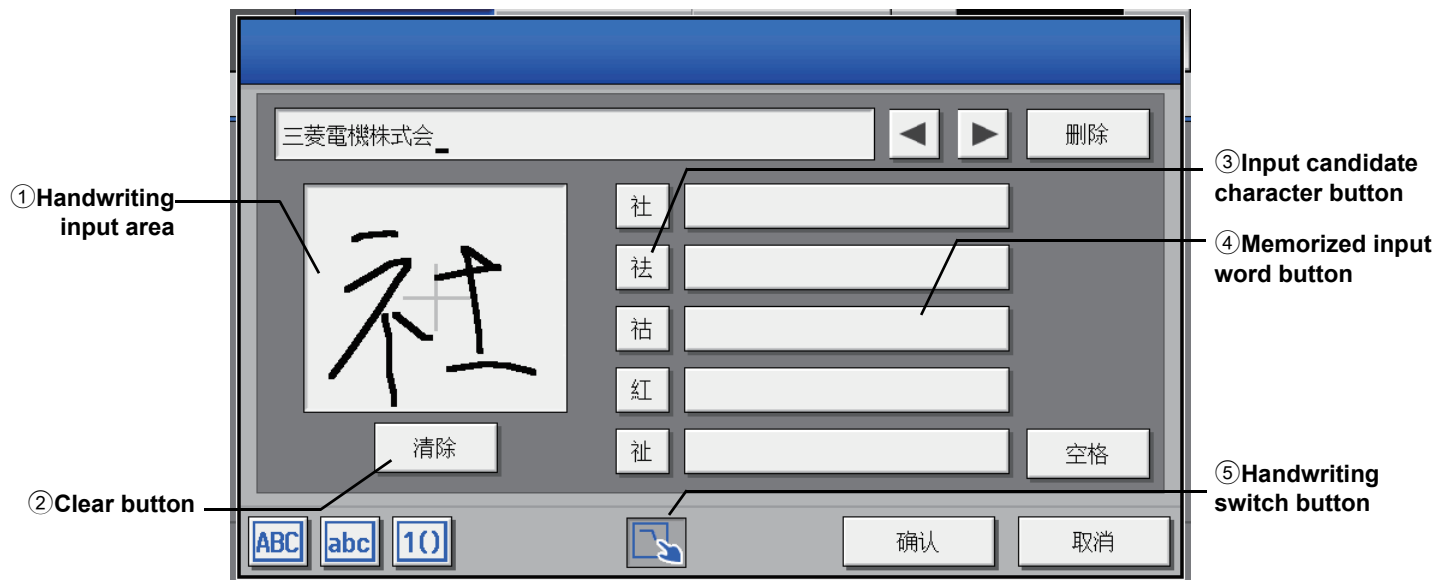 三菱電機株式会
删除
①Handwriting
input area
社
③Input candidate
character button
祛
④Memorized input
word button
社
祜
紅
清除
祉
空格
②Clear button
⑤Handwriting
switch button
ABC
abc
1()
确认
取消